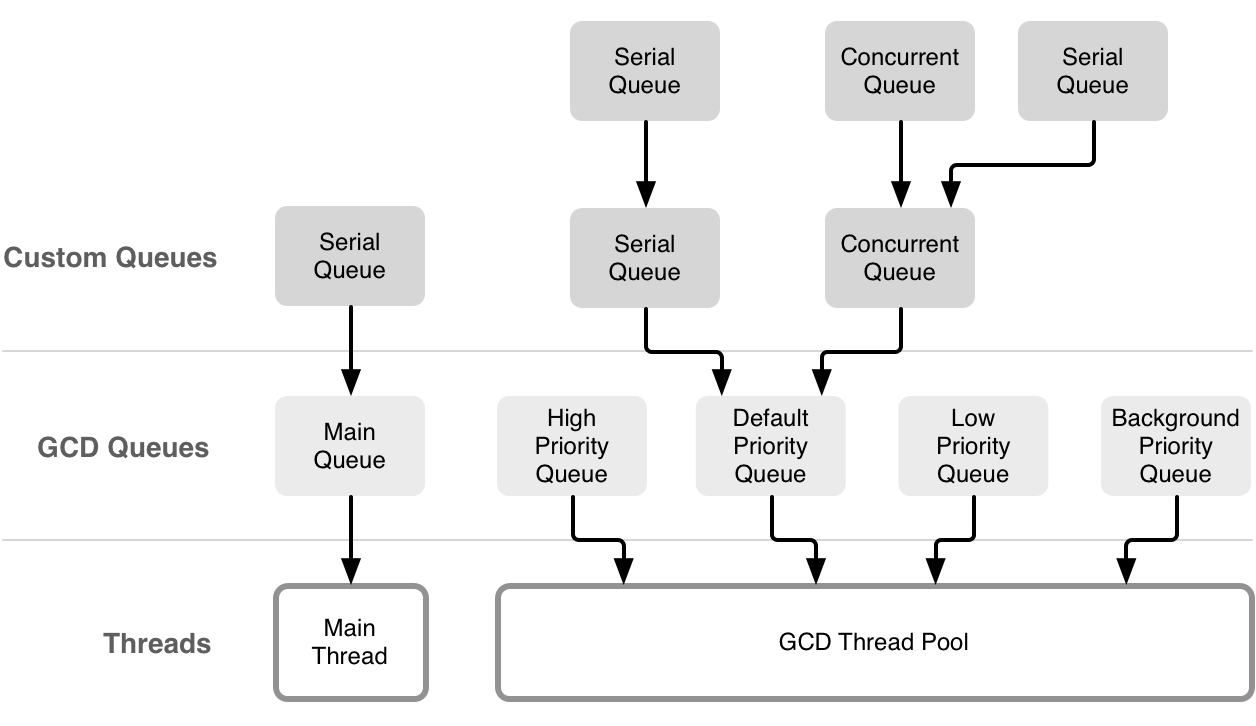 Serial
Queue
Concurrent
Queue
Serial
Queue
Custom Queues
Serial
Queue
Serial
Queue
Concurrent
Queue
GCD Queues
Main
Queue
High
Priority
Queue
Default
Priority
Queue
Low
Priority
Queue
Background
Priority
Queue
Threads
Main
Thread
GCD Thread Pool